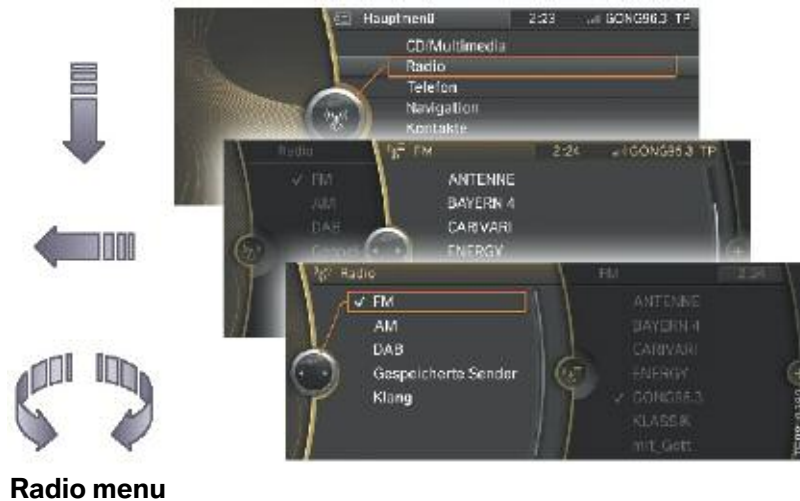 Hauptmenü 2:23 GONG96.3 TP
CD/Multimedia
Radio
Telefon
Navigation
Kontakte
Radio FM 2:24 GONG96.3 TP
✓ FM ANTENNE
AM BAYERN 4
DAB CARIVARI
ENERGY
Radio FM 2:24
✓ FM ANTENNE
AM BAYERN 4
DAB CARIVARI
Gespeicherte Sender ENERGY
Klang ✓ GONG96.3
KLASSIK
mit_Gott
Radio menu